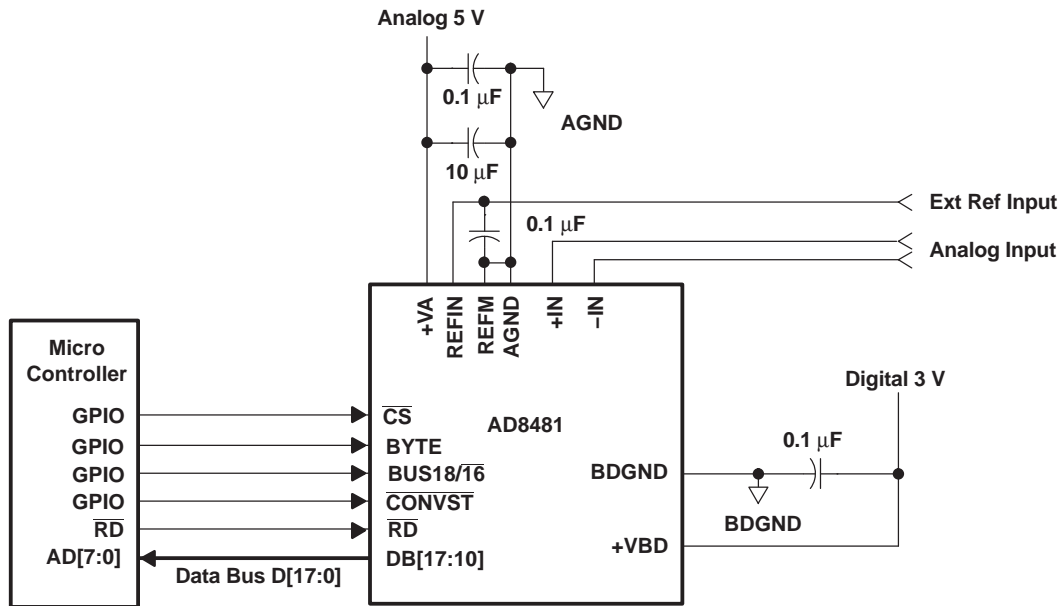 Analog 5 V
0.1 μF
AGND
10 μF
Ext Ref Input
0.1 μF
Analog Input
+VA
REFIN
REFM
AGND
+IN
−IN
Micro
Controller
Digital 3 V
GPIO
CS
AD8481
0.1 μF
GPIO
BYTE
GPIO
BUS18/16
BDGND
GPIO
CONVST
RD
RD
BDGND
AD[7:0]
DB[17:10]
+VBD
Data Bus D[17:0]